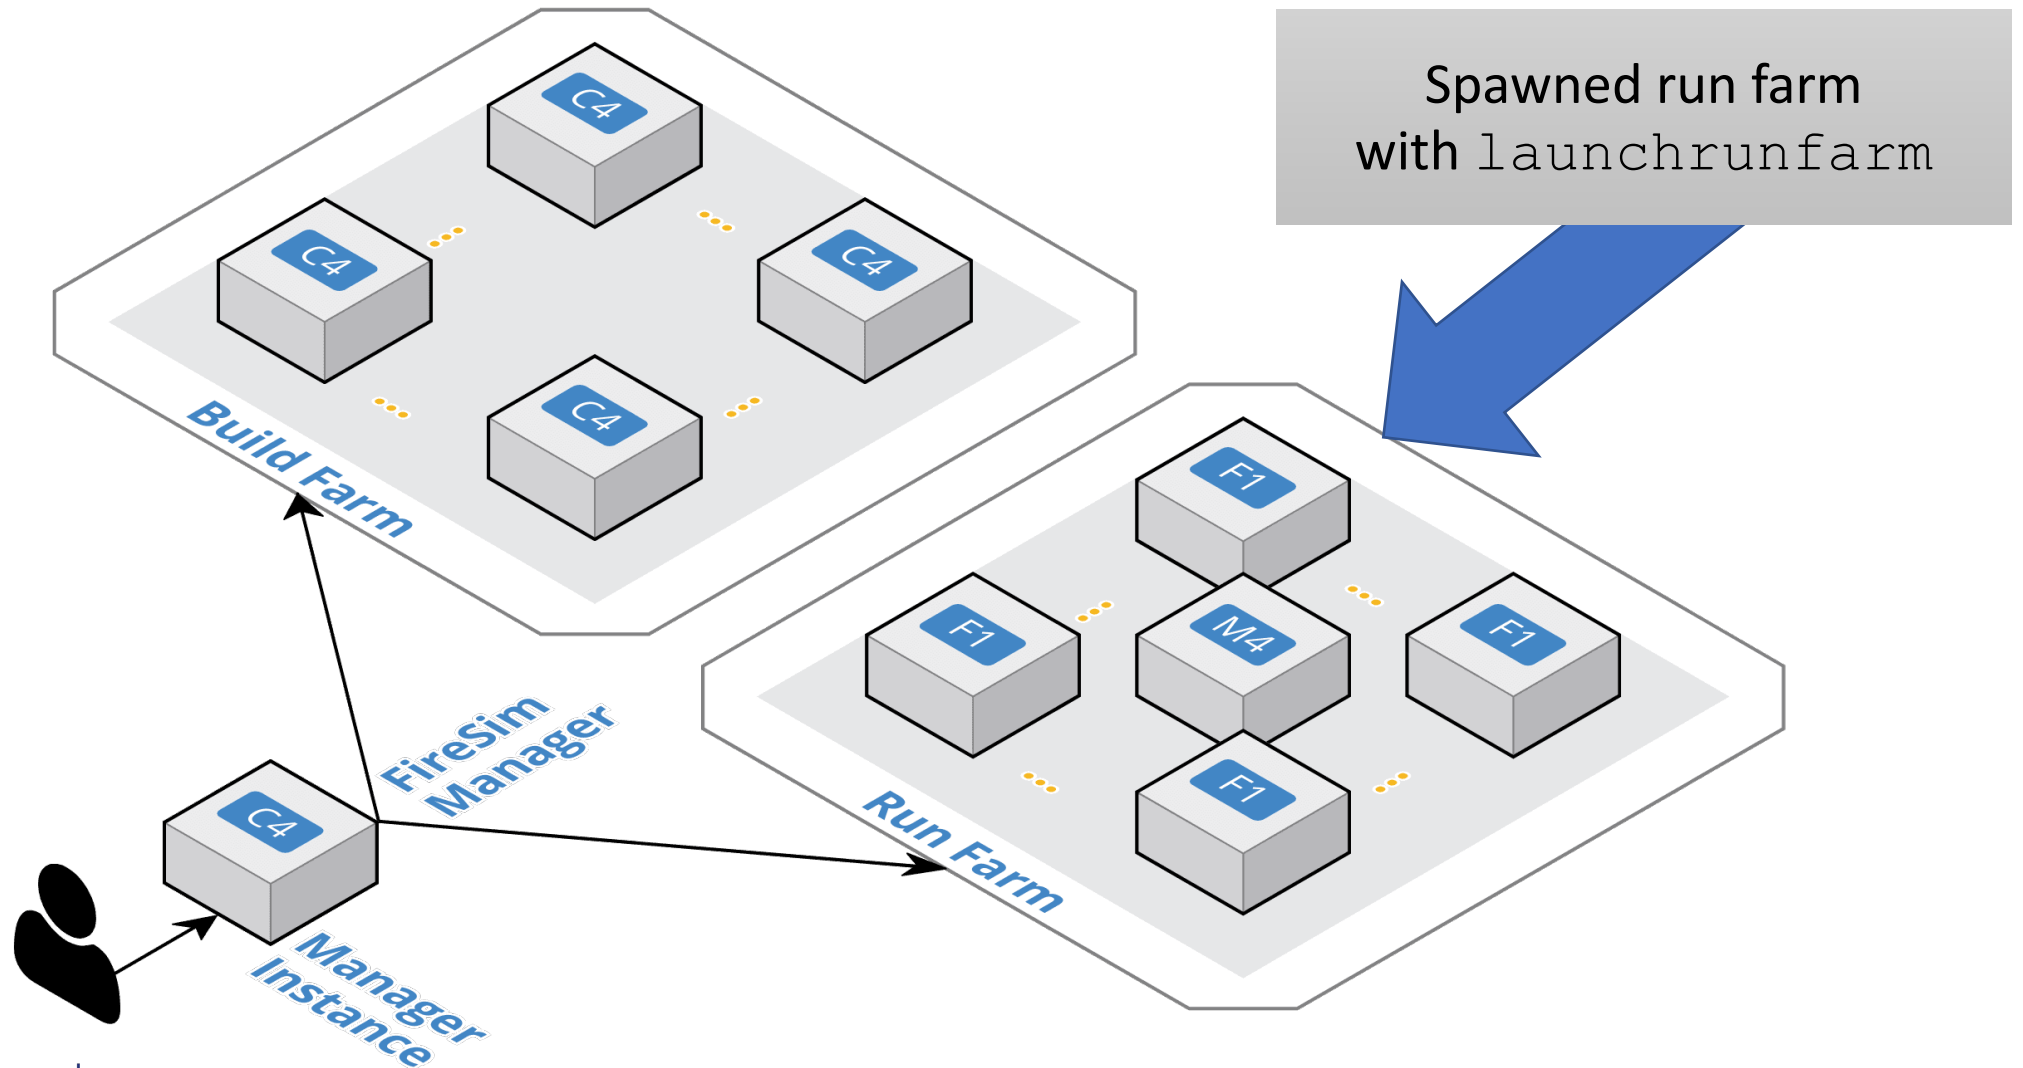 Spawned run farm
with launchrunfarm
C4
C4
C4
C4
Build Farm
F1
F1
M4
F1
F1
Run Farm
FireSim
Manager
C4
Manager
Instance